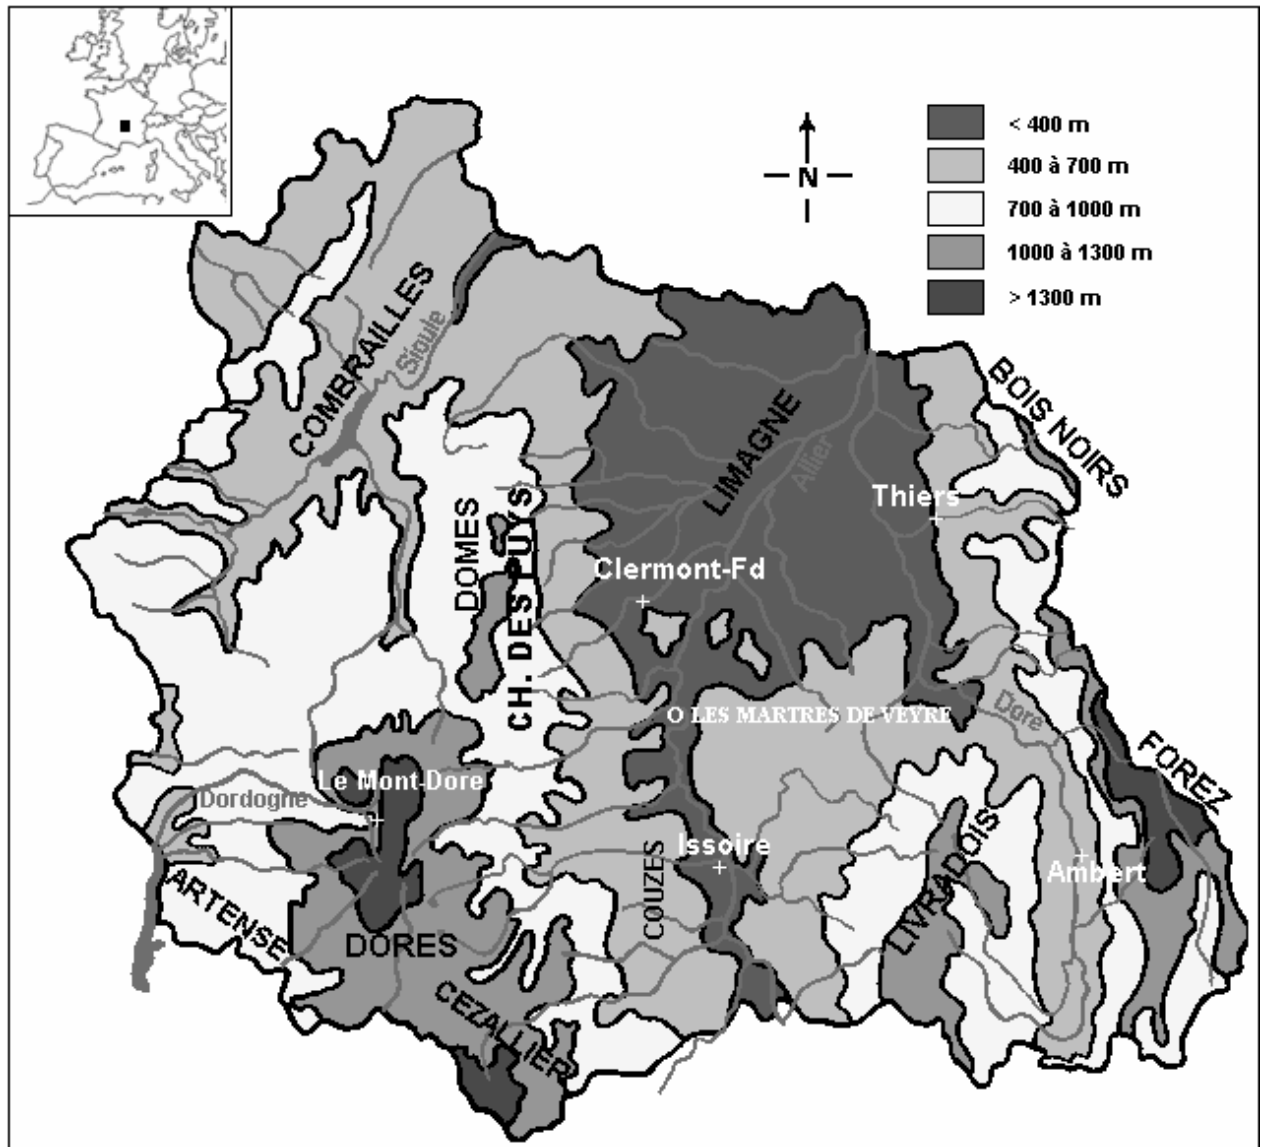 N
< 400 m
400 à 700 m
700 à 1000 m
1000 à 1300 m
> 1300 m
COMBRAILLES
Sioule
LIMAGNE
Allier
BOIS NOIRS
Thiers
DOMES
CH. DES PUYS
Clermont-Fd
O LES MARTRES DE VEYRE
Dore
FOREZ
Le Mont-Dore
Dordogne
Issoire
COUZES
LIVRADOIS
Ambert
ARTENSE
DORES
CEZALLIER